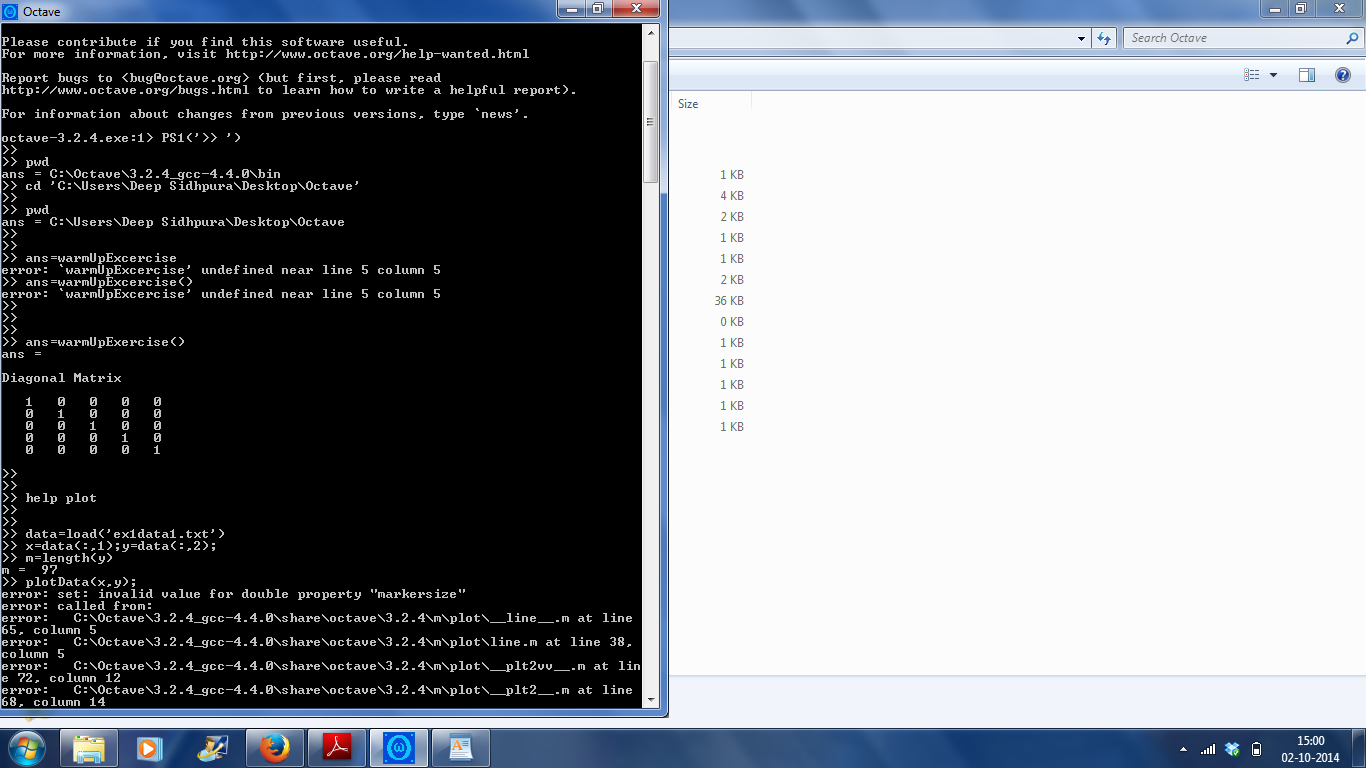 Octave
Please contribute if you find this software useful.
For more information, visit http://www.octave.org/help-wanted.html
Report bugs to <bug@octave.org> (but first, please read
http://www.octave.org/bugs.html to learn how to write a helpful report).
For information about changes from previous versions, type `news'.
octave-3.2.4.exe:1> PS1('>> ')
>>
>> pwd
ans = C:\Octave\3.2.4_gcc-4.4.0\bin
>> cd 'C:\Users\Deep Sidhpura\Desktop\Octave'
>>
>> pwd
ans = C:\Users\Deep Sidhpura\Desktop\Octave
>>
>>
>> ans=warmUpExcercise
error: `warmUpExcercise' undefined near line 5 column 5
>> ans=warmUpExcercise()
error: `warmUpExcercise' undefined near line 5 column 5
>>
>>
>>
>> ans=warmUpExercise()
ans =
Diagonal Matrix
1 0 0 0 0
0 1 0 0 0
0 0 1 0 0
0 0 0 1 0
0 0 0 0 1
>>
>>
>> help plot
>>
>>
>> data=load('ex1data1.txt')
>> x=data(:,1);y=data(:,2);
>> m=length(y)
m = 97
>> plotData(x,y);
error: set: invalid value for double property "markersize"
error: called from:
error:   C:\Octave\3.2.4_gcc-4.4.0\share\octave\3.2.4\m\plot\__line__.m at line
65, column 5
error:   C:\Octave\3.2.4_gcc-4.4.0\share\octave\3.2.4\m\plot\line.m at line 38,
column 5
error:   C:\Octave\3.2.4_gcc-4.4.0\share\octave\3.2.4\m\plot\__plt2vv__.m at lin
e 72, column 12
error:   C:\Octave\3.2.4_gcc-4.4.0\share\octave\3.2.4\m\plot\__plt2__.m at line
68, column 14
Search Octave
Size
1 KB
4 KB
2 KB
1 KB
1 KB
2 KB
36 KB
0 KB
1 KB
1 KB
1 KB
1 KB
1 KB
15:00
02-10-2014